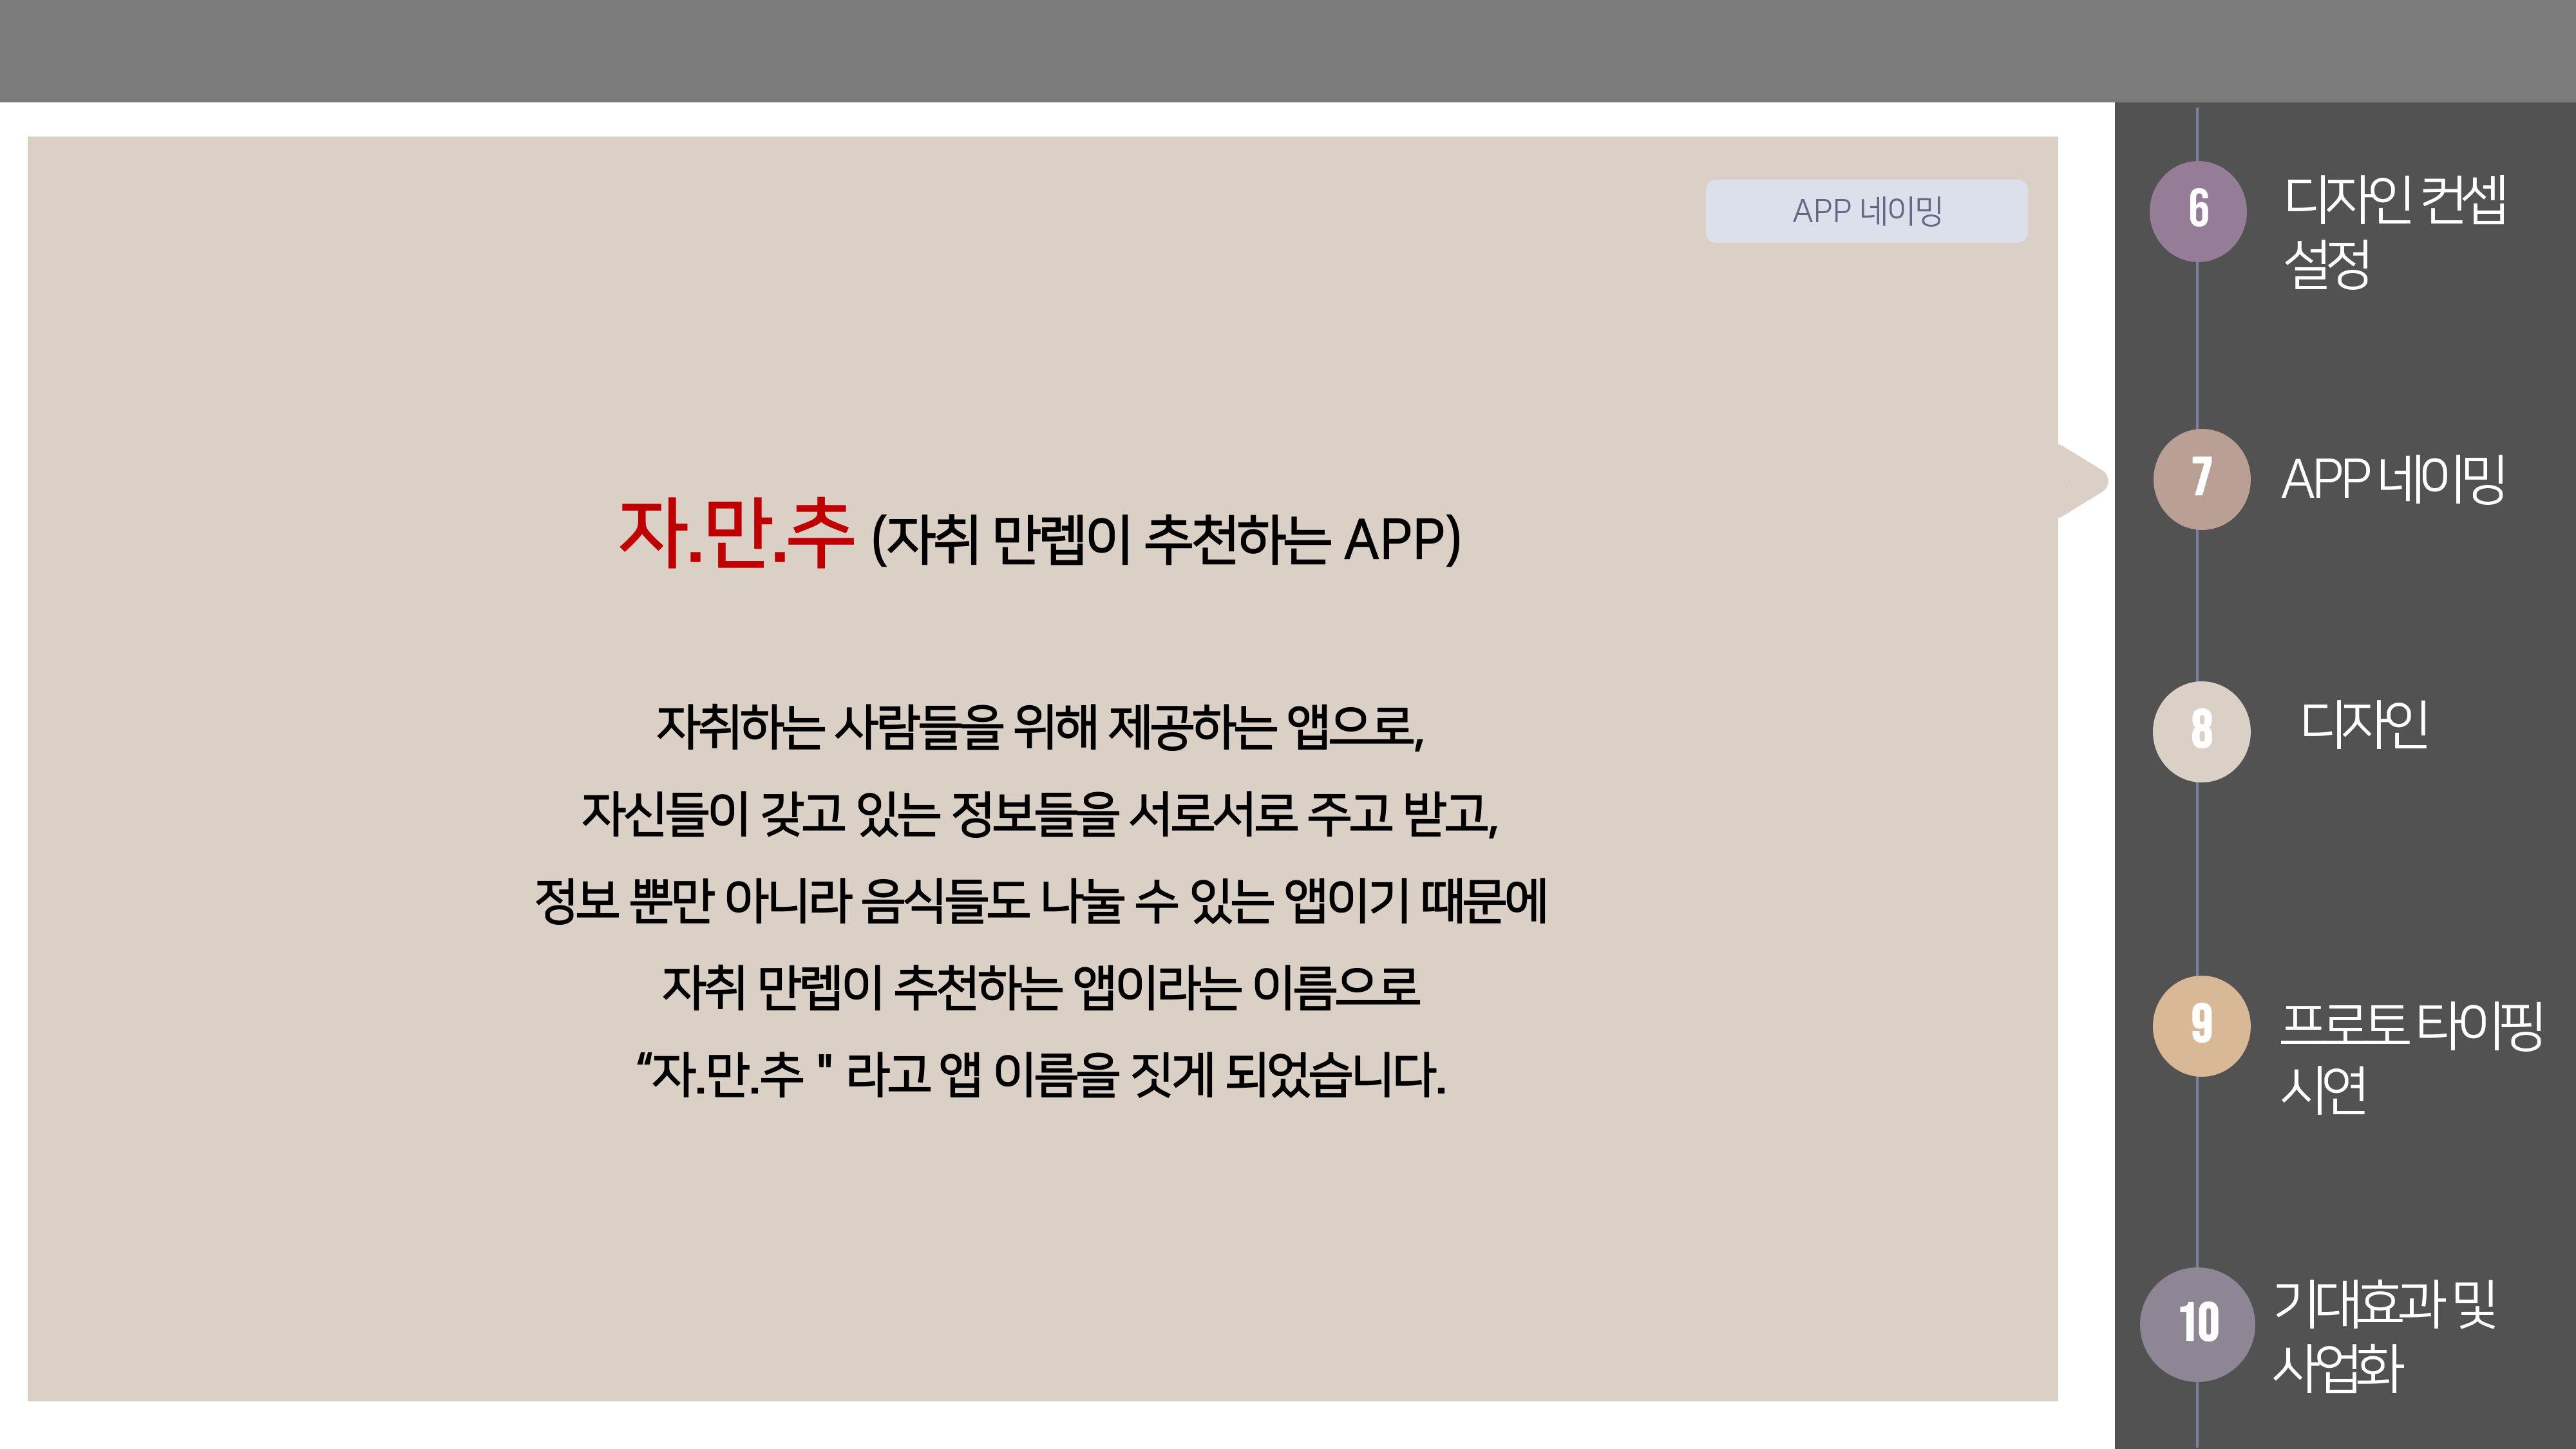 APP 네이밍
자.만.추 (쟈취 만렙이 추천하는 APP)
자취하는 사람들을 위해 제공하는 앱으로,
자신들이 갖고 있는 정보들을 서로서로 주고 받고,
정보 뿐만 아니라 음식들도 나눌 수 있는 앱이기 때문에
자취 만렙이 추천하는 앱이라는 이름으로
“자.만.추 " 라고 앱 이름을 짓게 되었습니다.
6 디자인 컨셉
설정
7 APP 네이밍
8 디자인
9 프로토 타이핑
시연
10 기대효과 및
사업화